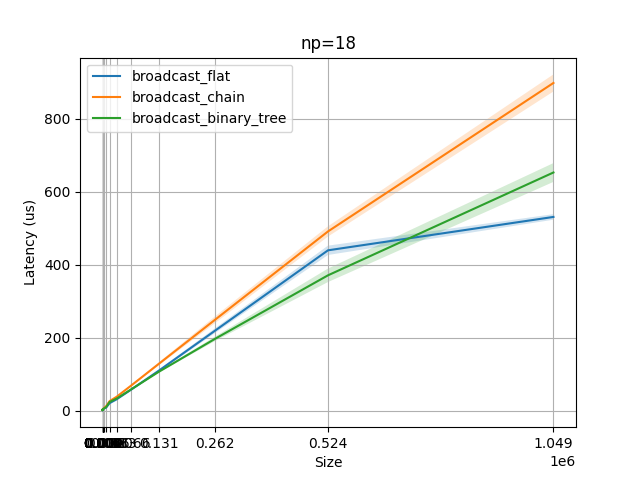 np=18
broadcast_flat
broadcast_chain
broadcast_binary_tree
Latency (us)
800
600
400
200
0
0.131
0.262
0.524
1.049
Size
1e6